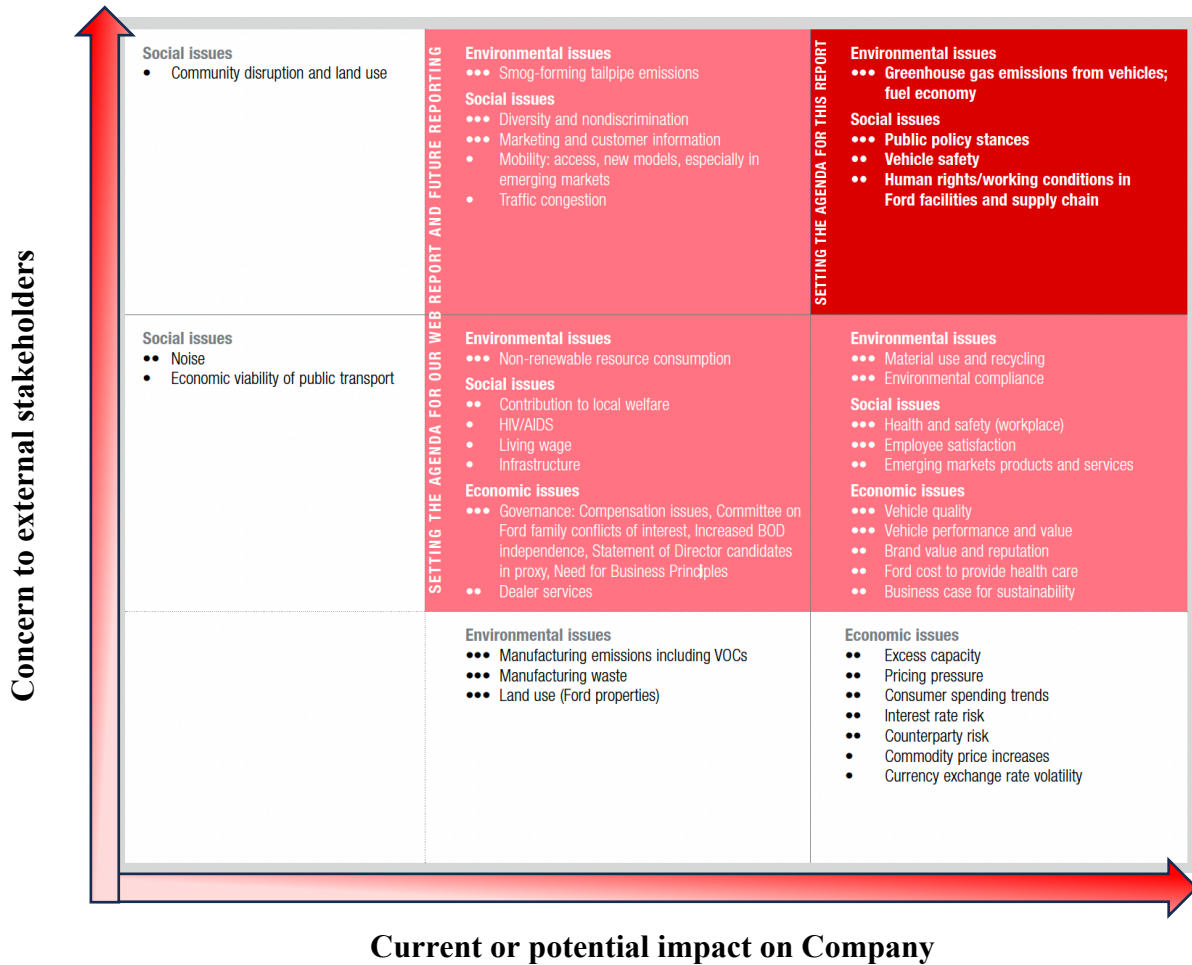 Concern to external stakeholders
Social issues
• Community disruption and land use
SETTING THE AGENDA FOR OUR WEB REPORT AND FUTURE REPORTING
Environmental issues
••• Smog-forming tailpipe emissions
Social issues
••• Diversity and nondiscrimination
••• Marketing and customer information
• Mobility: access, new models, especially in
emerging markets
• Traffic congestion
SETTING THE AGENDA FOR THIS REPORT
Environmental issues
••• Greenhouse gas emissions from vehicles;
fuel economy
Social issues
••• Public policy stances
•• Vehicle safety
•• Human rights/working conditions in
Ford facilities and supply chain
Social issues
•• Noise
• Economic viability of public transport
Environmental issues
••• Non-renewable resource consumption
Social issues
•• Contribution to local welfare
• HIV/AIDS
• Living wage
• Infrastructure
Economic issues
••• Governance: Compensation issues, Committee on
Ford family conflicts of interest, Increased BOD
independence, Statement of Director candidates
in proxy, Need for Business Principles
•• Dealer services
Environmental issues
••• Material use and recycling
••• Environmental compliance
Social issues
••• Health and safety (workplace)
••• Employee satisfaction
•• Emerging markets products and services
Economic issues
••• Vehicle quality
••• Vehicle performance and value
•• Brand value and reputation
•• Ford cost to provide health care
•• Business case for sustainability
Environmental issues
••• Manufacturing emissions including VOCs
••• Manufacturing waste
••• Land use (Ford properties)
Economic issues
•• Excess capacity
•• Pricing pressure
•• Consumer spending trends
•• Interest rate risk
•• Counterparty risk
• Commodity price increases
• Currency exchange rate volatility
Current or potential impact on Company